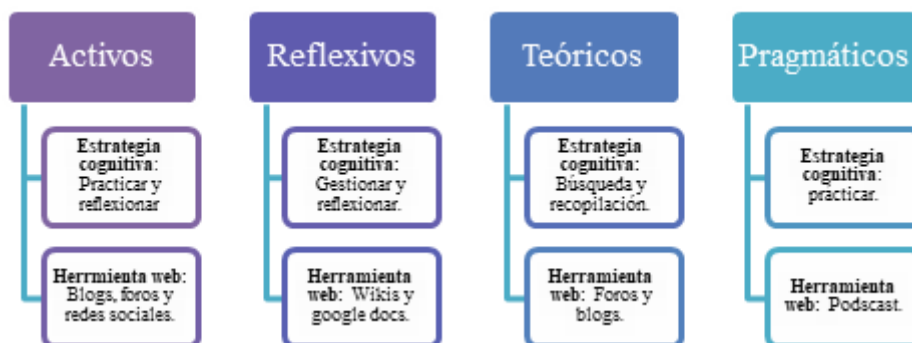 Activos
Estrategia
cognitiva:
Practicar y
reflexionar
Herrmienta web:
Blogs, foros y
redes sociales.
Reflexivos
Estrategia
cognitiva:
Gestionar y
reflexionar.
Herramienta
web: Wikis y
google docs.
Teóricos
Estrategia
cognitiva:
Búsqueda y
recopilación.
Herramienta
web: Foros y
blogs.
Pragmáticos
Estrategia
cognitiva:
practicar.
Herramienta
web: Podscast.